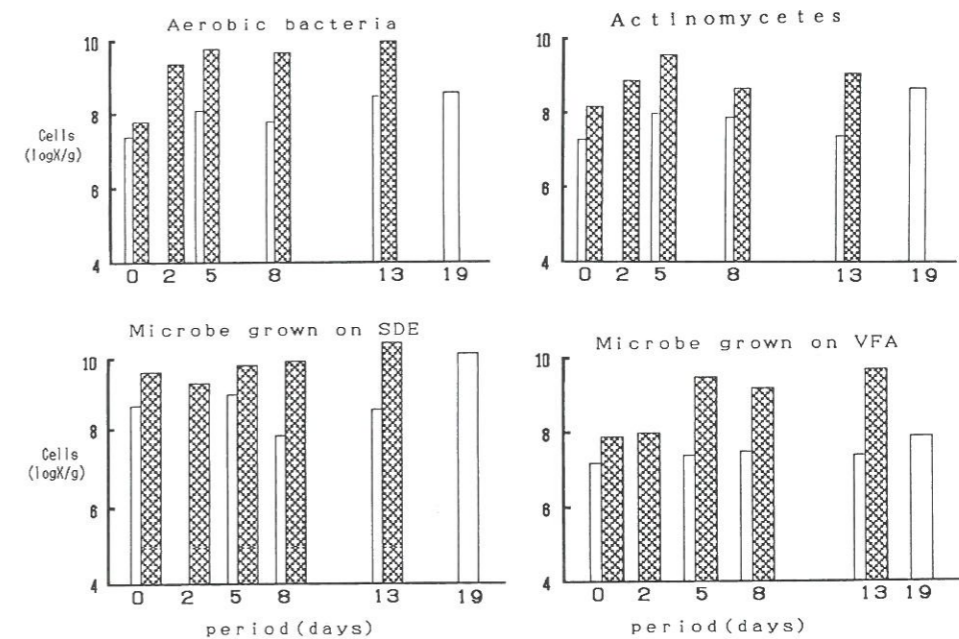 Aerobic bacteria
10
8
6
4
Cells
(logX/g)
0 2 5 8 13 19
Actinomycetes
10
8
6
4
0 2 5 8 13 19
Microbe grown on SDE
10
8
6
4
Cells
(logX/g)
0 2 5 8 13 19
period(days)
Microbe grown on VFA
10
8
6
4
0 2 5 8 13 19
period(days)